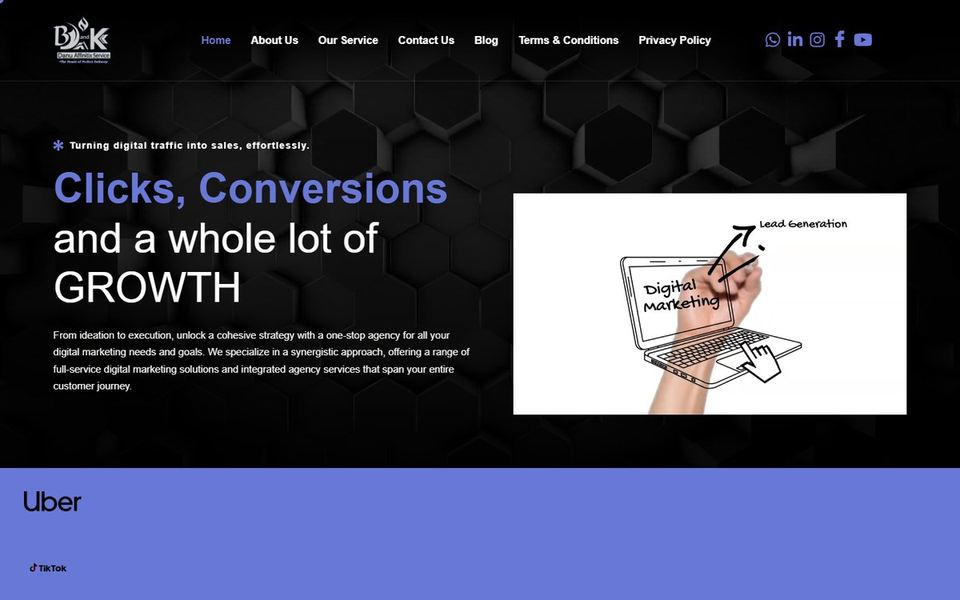 Home About Us Our Service Contact Us Blog Terms & Conditions Privacy Policy
Turning digital traffic into sales, effortlessly.
Clicks, Conversions
and a whole lot of
GROWTH
From ideation to execution, unlock a cohesive strategy with a one-stop agency for all your
digital marketing needs and goals. We specialize in a synergistic approach, offering a range of
full-service digital marketing solutions and integrated agency services that span your entire
customer journey.
Lead Generation
Digital
Marketing
Uber
TikTok